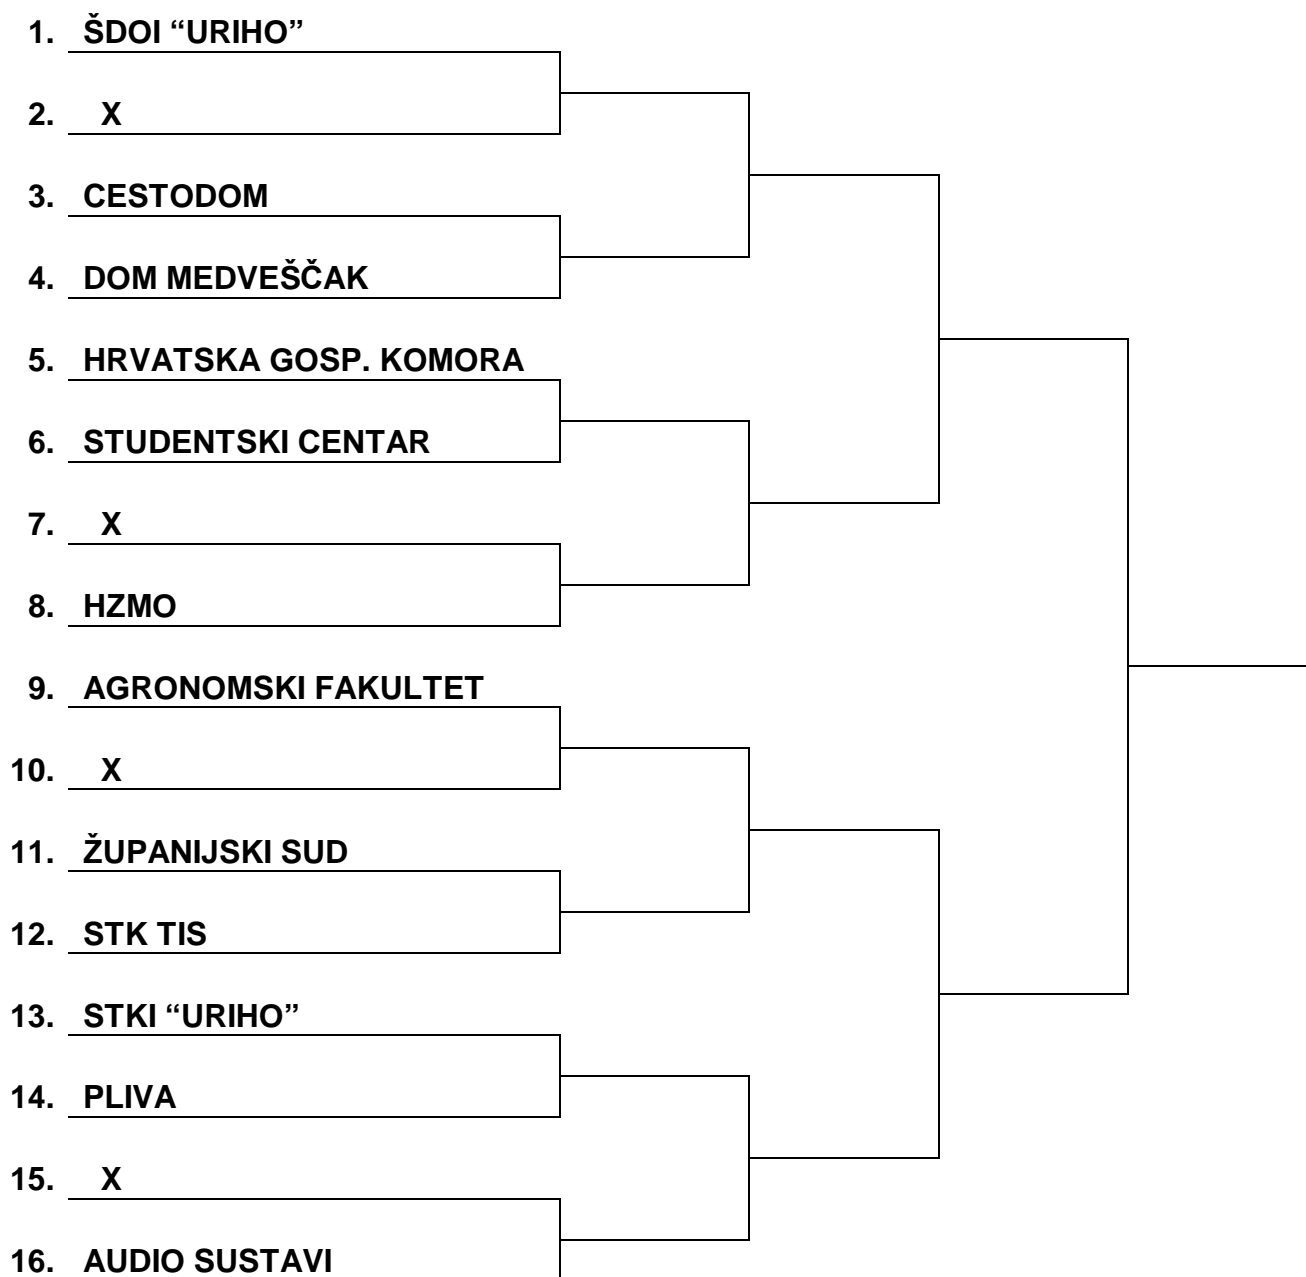 1. ŠDOI “URIHO”
2. X
3. CESTODOM
4. DOM MEDVEŠČAK
5. HRVATSKA GOSP. KOMORA
6. STUDENTSKI CENTAR
7. X
8. HZMO
9. AGRONOMSKI FAKULTET
10. X
11. ŽUPANIJSKI SUD
12. STK TIS
13. STKI “URIHO”
14. PLIVA
15. X
16. AUDIO SUSTAVI